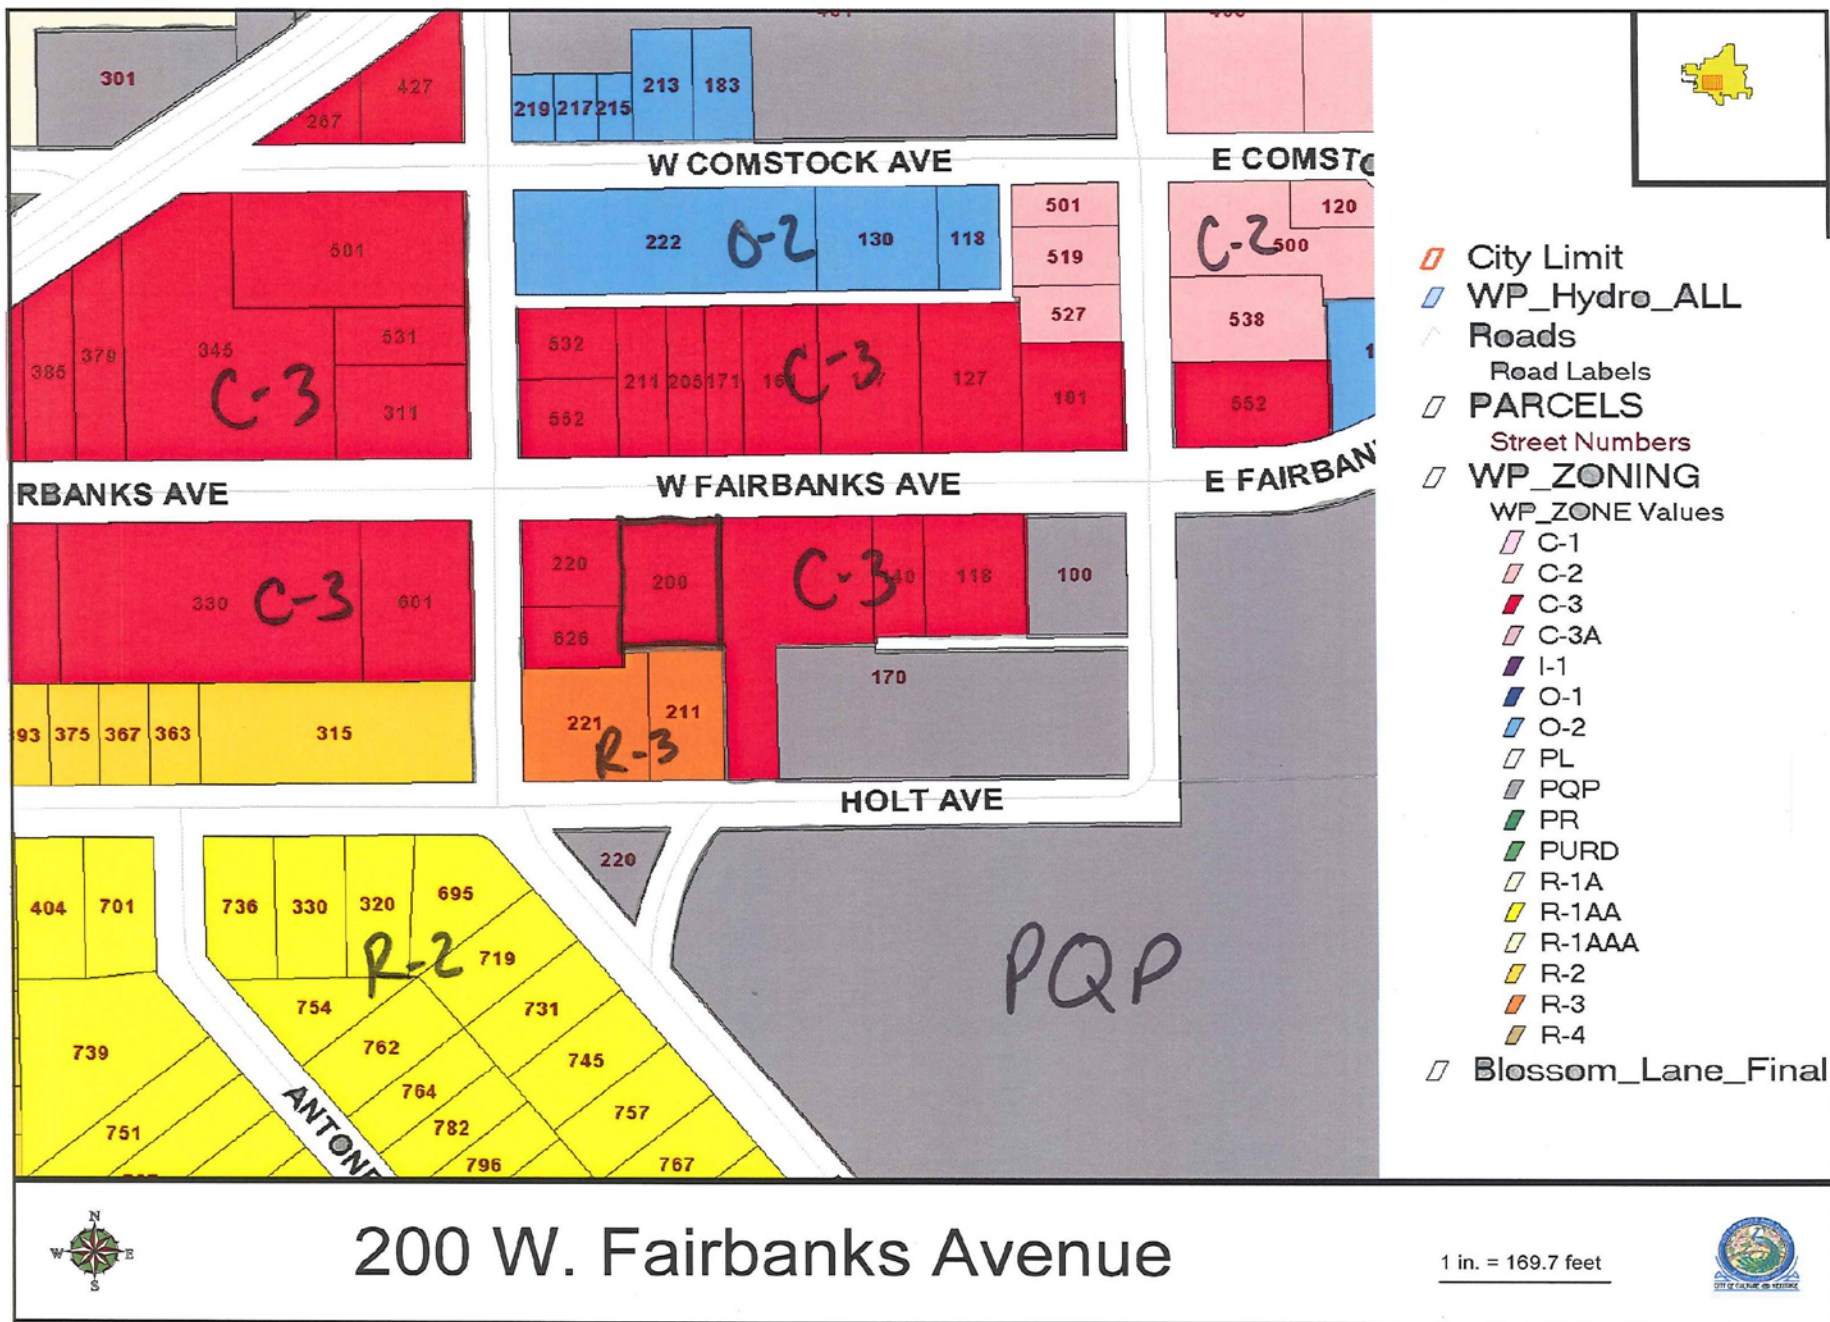 301
427
267
219 217 215 213 183
W COMSTOCK AVE
E COMSTO
501
120
222 O-2 130 118
C-2 500
501
519
527
538
385 379 345 531
C-3
311
532
211 205 171 C-3 127
552
101
552
RBANKS AVE
W FAIRBANKS AVE
E FAIRBAN
330 C-3 601
220
200
C-3 118
100
626
170
93 375 367 363 315
221 211
R-3
HOLT AVE
220
404 701 736 330 320 695
R-2 719
754
731
739 762
745
764
757
751 782
796 767
ANTON
PQP
City Limit
WP_Hydro_ALL
Roads
Road Labels
PARCELS
Street Numbers
WP_ZONING
WP_ZONE Values
C-1
C-2
C-3
C-3A
I-1
O-1
O-2
PL
PQP
PR
PURD
R-1A
R-1AA
R-1AAA
R-2
R-3
R-4
Blossom_Lane_Final
N
W E
S
200 W. Fairbanks Avenue
1 in. = 169.7 feet
CITY OF CULTURE AND HERITAGE